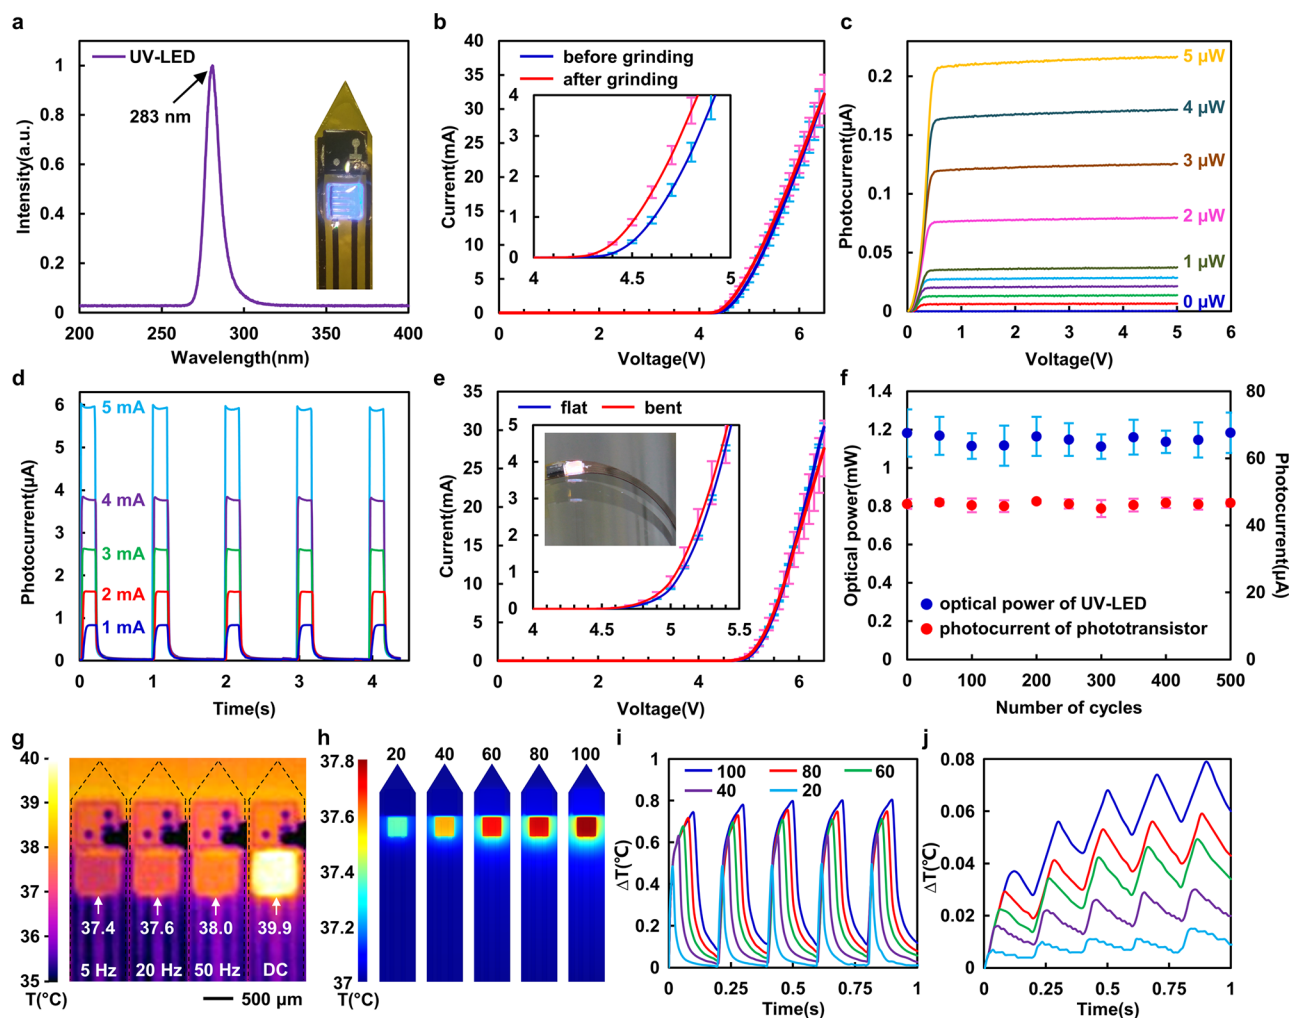 a
UV-LED
283 nm
Intensity(a.u.)
1
0.8
0.6
0.4
0.2
0
200 250 300 350 400
Wavelength(nm)
b
before grinding
after grinding
Current(mA)
40
35
30
25
20
15
10
5
0
0 2 4 6
Voltage(V)
Current(mA)
4
3
2
1
0
4 4.5 5
c
Photocurrent(μA)
0.2
0.15
0.1
0.05
0
0 1 2 3 4 5 6
Voltage(V)
5 μW
4 μW
3 μW
2 μW
1 μW
0 μW
d
Photocurrent(μA)
6
5
4
3
2
1
0
0 1 2 3 4
Time(s)
5 mA
4 mA
3 mA
2 mA
1 mA
e
flat bent
Current(mA)
35
30
25
20
15
10
5
0
0 2 4 6
Voltage(V)
5
4
3
2
1
0
4 4.5 5 5.5
f
Optical power(mW)
1.4
1.2
1
0.8
0.6
0.4
0.2
0
80
60
40
20
0
Photocurrent(μA)
optical power of UV-LED
photocurrent of phototransistor
0 100 200 300 400 500
Number of cycles
g
40
39
38
37
36
35
T(°C)
37.4 37.6 38.0 39.9
5 Hz 20 Hz 50 Hz DC
500 μm
h
20 40 60 80 100
37.8
37.6
37.4
37.2
37
T(°C)
i
100 80 60
40 20
ΔT(°C)
1
0.8
0.6
0.4
0.2
0
0 0.2 0.4 0.6 0.8 1
Time(s)
j
ΔT(°C)
0.08
0.06
0.04
0.02
0
0 0.25 0.5 0.75 1
Time(s)